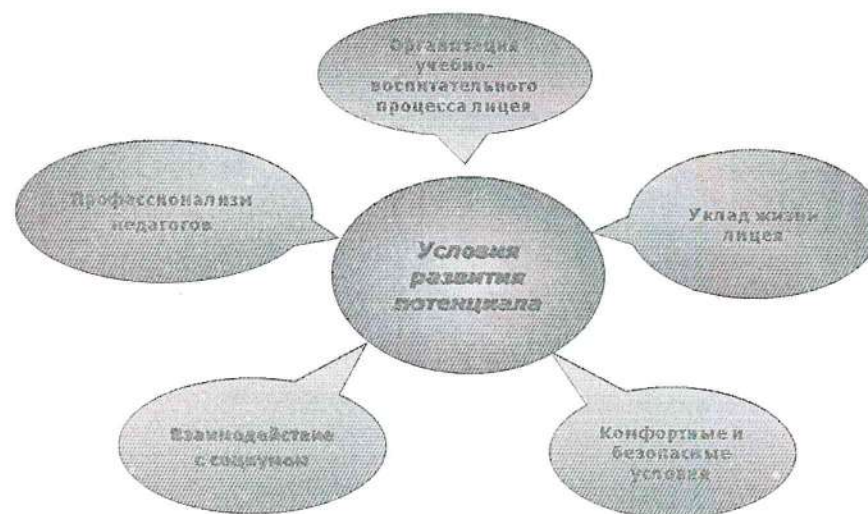 Организация
учебно-
воспитательного
процесса лицея
Профессионализм
педагогов
Уклад жизни
лицея
Условия
развития
потенциала
Взаимодействие
с социумом
Комфортные и
безопасные
условия